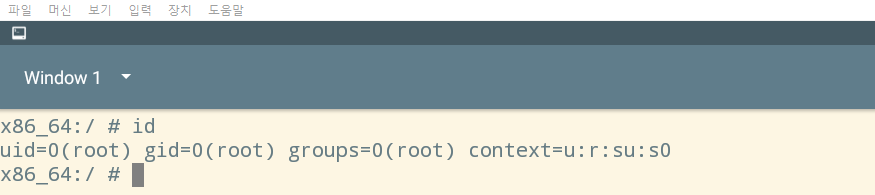 파일 머신 보기 입력 장치 도움말
Window 1
x86_64:/ # id
uid=0(root) gid=0(root) groups=0(root) context=u:r:su:s0
x86_64:/ #